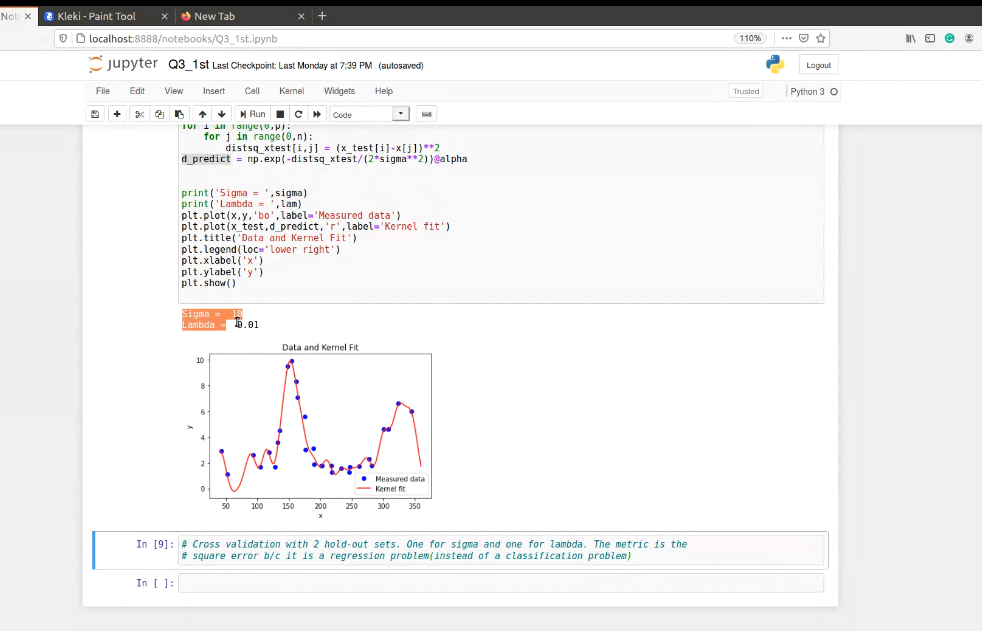 Not
Kleki - Paint Tool
New Tab
localhost:8888/notebooks/Q3_1st.ipynb
110%
jupyter Q3_1st Last Checkpoint: Last Monday at 7:39 PM (autosaved)
Logout
File Edit View Insert Cell Kernel Widgets Help
Trusted
Python 3
Run
Code
for i in range(0,p):
for j in range(0,n):
distsq_xtest[i,j] = (x_test[i]-x[j])**2
d_predict = np.exp(-distsq_xtest/(2*sigma**2))@alpha
print('Sigma = ',sigma)
print('Lambda = ',lam)
plt.plot(x,y,'bo',label='Measured data')
plt.plot(x_test,d_predict,'r',label='Kernel fit')
plt.title('Data and Kernel Fit')
plt.legend(loc='lower right')
plt.xlabel('x')
plt.ylabel('y')
plt.show()
Sigma = 10
Lambda = 0.01
Data and Kernel Fit
10
8
6
4
2
0
y
Measured data
Kernel fit
50 100 150 200 250 300 350
x
In [9]:
# Cross validation with 2 hold-out sets. One for sigma and one for lambda. The metric is the
# square error b/c it is a regression problem(instead of a classification problem)
In [ ]: